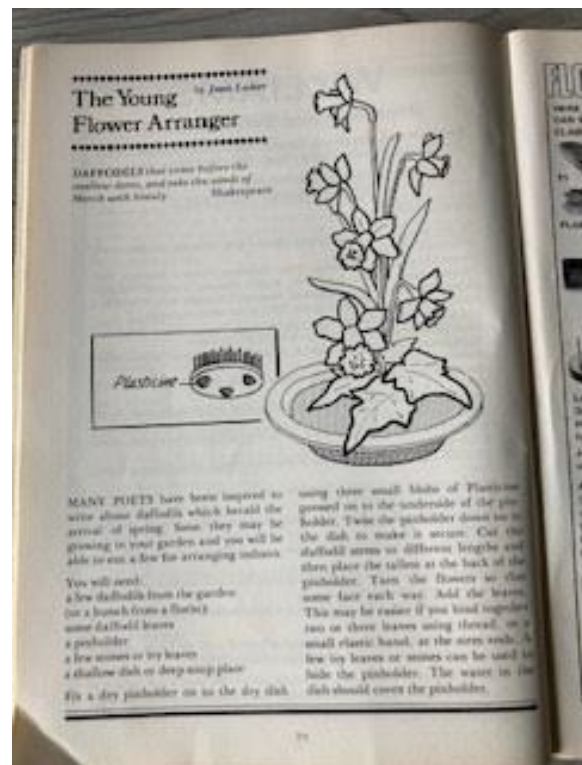 The Young
by Joan Lodge
Flower Arranger
DAFFODILS that come before the
swallow dares, and take the winds of
March with beauty. Shakespeare
Plasticine
MANY POETS have been inspired to
write about daffodils which herald the
arrival of spring. Soon they may be
growing in your garden and you will be
able to cut a few for arranging indoors.
You will need:
a few daffodils from the garden
(or a bunch from a florist)
some daffodil leaves
a pinholder
a few stones or ivy leaves
a shallow dish or deep soup plate
Fix a dry pinholder on to the dry dish
using three small blobs of Plasticine
pressed on to the underside of the pin-
holder. Twist the pinholder down on to
the dish to make it secure. Cut the
daffodil stems to different lengths and
then place the tallest at the back of the
pinholder. Turn the flowers so that
some face each way. Add the leaves.
This may be easier if you bind together
two or three leaves using thread, or a
small elastic band, at the stem ends. A
few ivy leaves or stones can be used to
hide the pinholder. The water in the
dish should cover the pinholder.
FLO